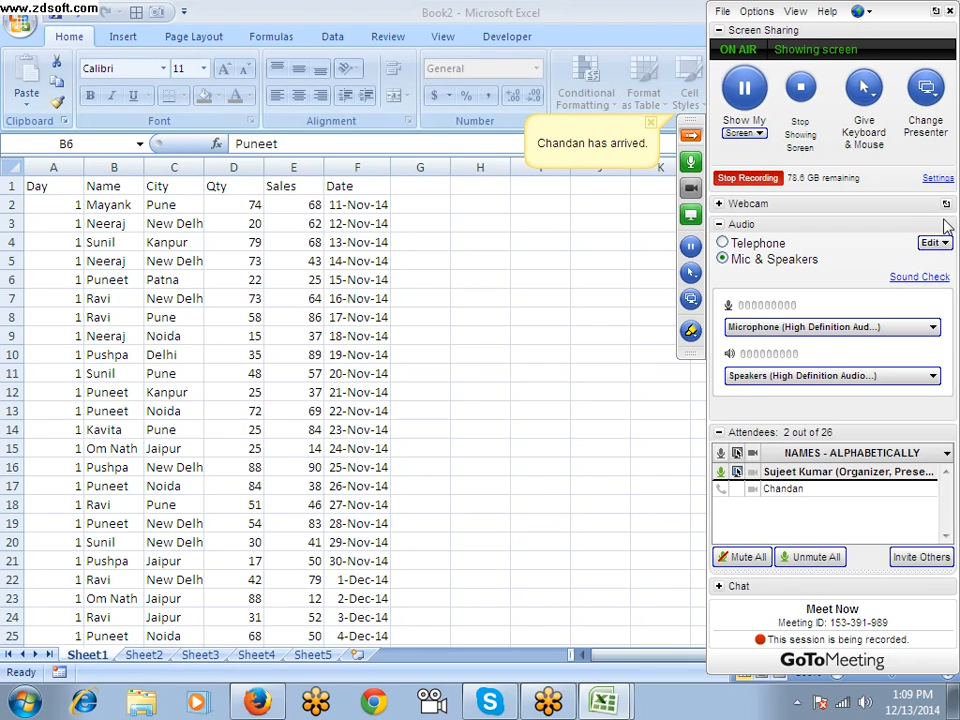 www.zdsoft.com
Book2 - Microsoft Excel
Home Insert Page Layout Formulas Data Review View Developer
Paste
Calibri 11
General
B I U
$ % ,
Conditional Formatting
Format as Table
Cell Styles
Clipboard Font Alignment Number
B6 fx Puneet
A B C D E F G H K
1 Day Name City Qty Sales Date
2 1 Mayank Pune 74 68 11-Nov-14
3 1 Neeraj New Delh 20 62 12-Nov-14
4 1 Sunil Kanpur 79 68 13-Nov-14
5 1 Neeraj New Delh 73 43 14-Nov-14
6 1 Puneet Patna 22 25 15-Nov-14
7 1 Ravi New Delh 73 64 16-Nov-14
8 1 Ravi Pune 58 86 17-Nov-14
9 1 Neeraj Noida 15 37 18-Nov-14
10 1 Pushpa Delhi 35 89 19-Nov-14
11 1 Sunil Pune 48 57 20-Nov-14
12 1 Puneet Kanpur 25 37 21-Nov-14
13 1 Puneet Noida 72 69 22-Nov-14
14 1 Kavita Pune 25 84 23-Nov-14
15 1 Om Nath Jaipur 25 14 24-Nov-14
16 1 Pushpa New Delh 88 90 25-Nov-14
17 1 Puneet Noida 84 38 26-Nov-14
18 1 Ravi Pune 51 46 27-Nov-14
19 1 Puneet New Delh 54 83 28-Nov-14
20 1 Sunil New Delh 30 41 29-Nov-14
21 1 Pushpa Jaipur 17 50 30-Nov-14
22 1 Ravi New Delh 42 79 1-Dec-14
23 1 Om Nath Jaipur 88 12 2-Dec-14
24 1 Ravi Jaipur 31 52 3-Dec-14
25 1 Puneet Noida 68 50 4-Dec-14
Sheet1 Sheet2 Sheet3 Sheet4 Sheet5
Ready
Chandan has arrived.
File Options View Help
Screen Sharing
ON AIR Showing screen
Show My
Screen
Stop Showing Screen
Give Keyboard & Mouse
Change Presenter
Stop Recording 78.6 GB remaining Settings
Webcam
Audio
Telephone Edit
Mic & Speakers
Sound Check
Microphone (High Definition Aud...)
Speakers (High Definition Audio...)
Attendees: 2 out of 26
NAMES - ALPHABETICALLY
Sujeet Kumar (Organizer, Prese...
Chandan
Mute All Unmute All Invite Others
Chat
Meet Now
Meeting ID: 153-391-989
This session is being recorded.
GoToMeeting
1:09 PM
12/13/2014